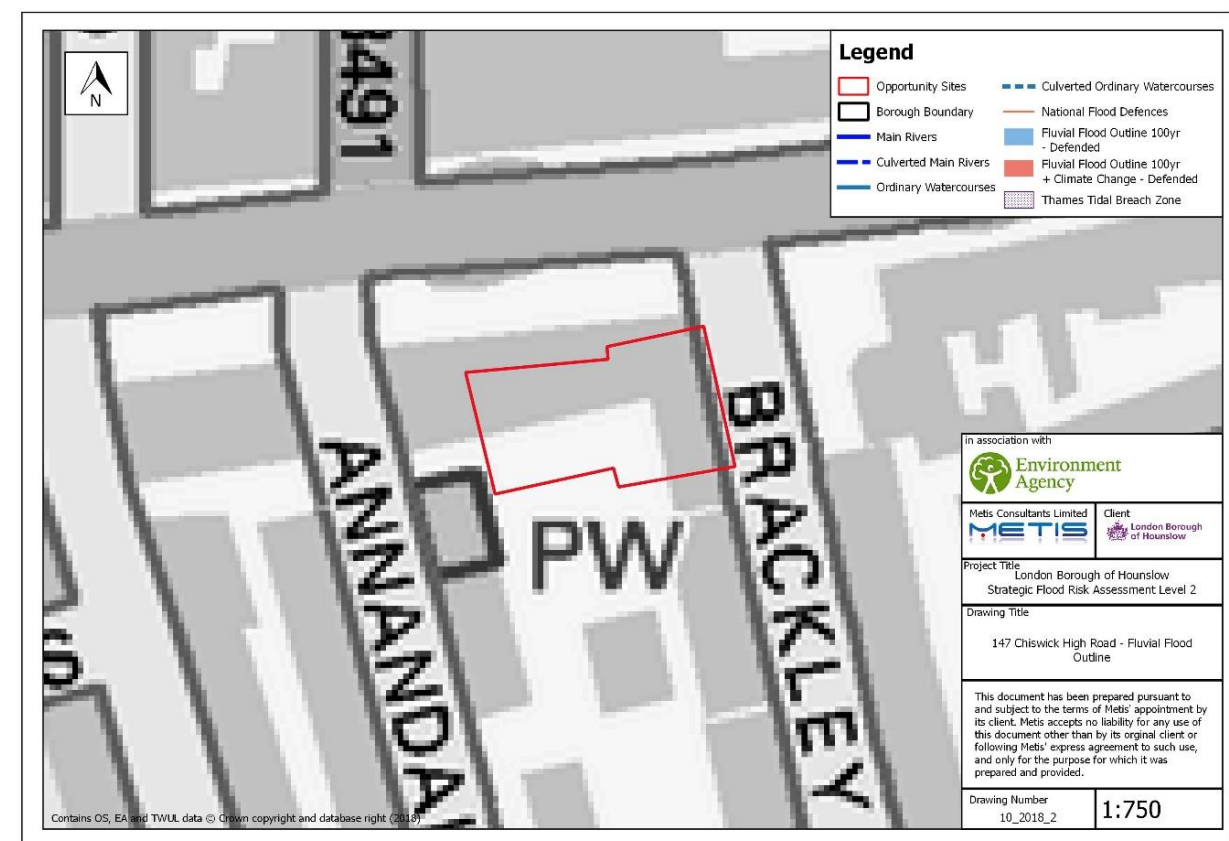 N
B491
Legend
Opportunity Sites
Borough Boundary
Main Rivers
Culverted Main Rivers
Ordinary Watercourses
Culverted Ordinary Watercourses
National Flood Defences
Fluvial Flood Outline 100yr
- Defended
Fluvial Flood Outline 100yr
+ Climate Change - Defended
Thames Tidal Breach Zone
ANNANDA
PW
BRACKLEY
in association with
Environment
Agency
Metis Consultants Limited
METIS
Client
London Borough
of Hounslow
Project Title
London Borough of Hounslow
Strategic Flood Risk Assessment Level 2
Drawing Title
147 Chiswick High Road - Fluvial Flood
Outline
This document has been prepared pursuant to
and subject to the terms of Metis' appointment by
its client. Metis accepts no liability for any use of
this document other than by its orginal client or
following Metis' express agreement to such use,
and only for the purpose for which it was
prepared and provided.
Drawing Number
10_2018_2
1:750
Contains OS, EA and TWUL data © Crown copyright and database right (2018)